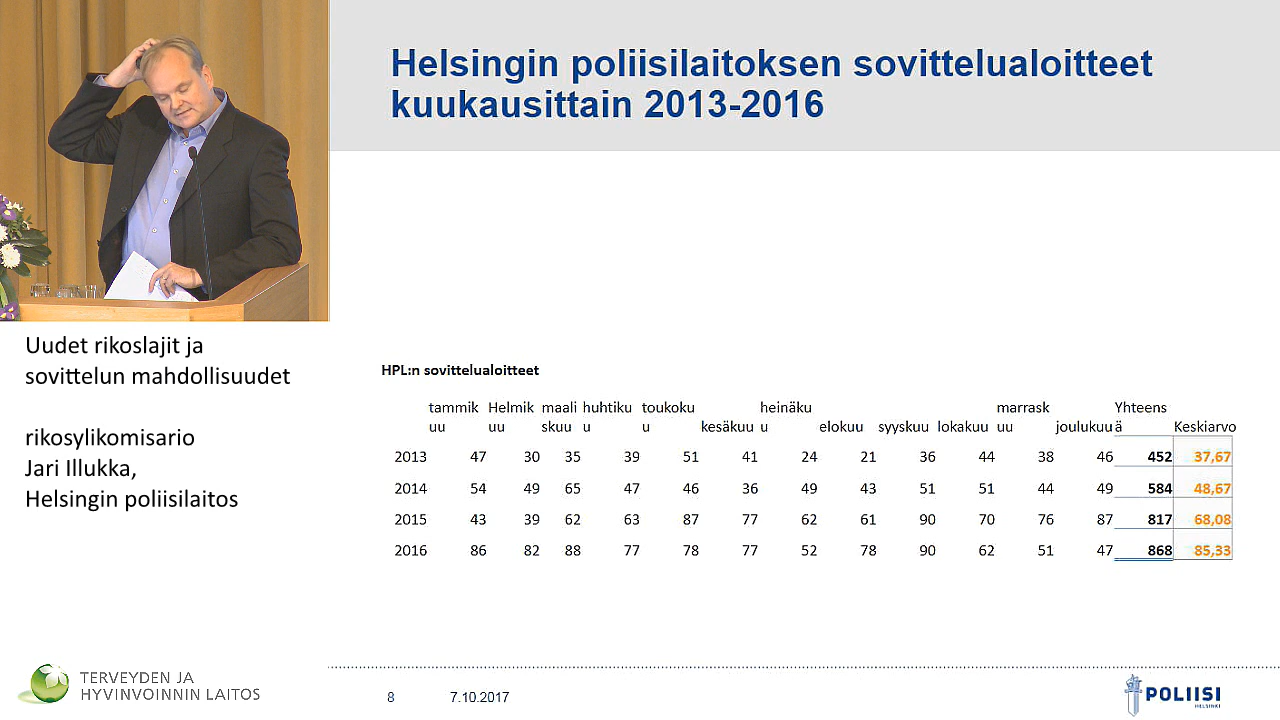 Helsingin poliisilaitoksen sovittelualoitteet
kuukausittain 2013-2016
Uudet rikoslajit ja
sovittelun mahdollisuudet
rikosylikomisario
Jari Illukka,
Helsingin poliisilaitos
HPL:n sovittelualoitteet
tammik Helmik maali huhtiku toukoku heinäku marrask Yhteens
uu uu skuu u u kesäkuu u elokuu syyskuu lokakuu uu joulukuu ä Keskiarvo
2013 47 30 35 39 51 41 24 21 36 44 38 46 452 37,67
2014 54 49 65 47 46 36 49 43 51 51 44 49 584 48,67
2015 43 39 62 63 87 77 62 61 90 70 76 87 817 68,08
2016 86 82 88 77 78 77 52 78 90 62 51 47 868 85,33
TERVEYDEN JA
HYVINVOINNIN LAITOS
8 7.10.2017
POLIISI
HELSINKI